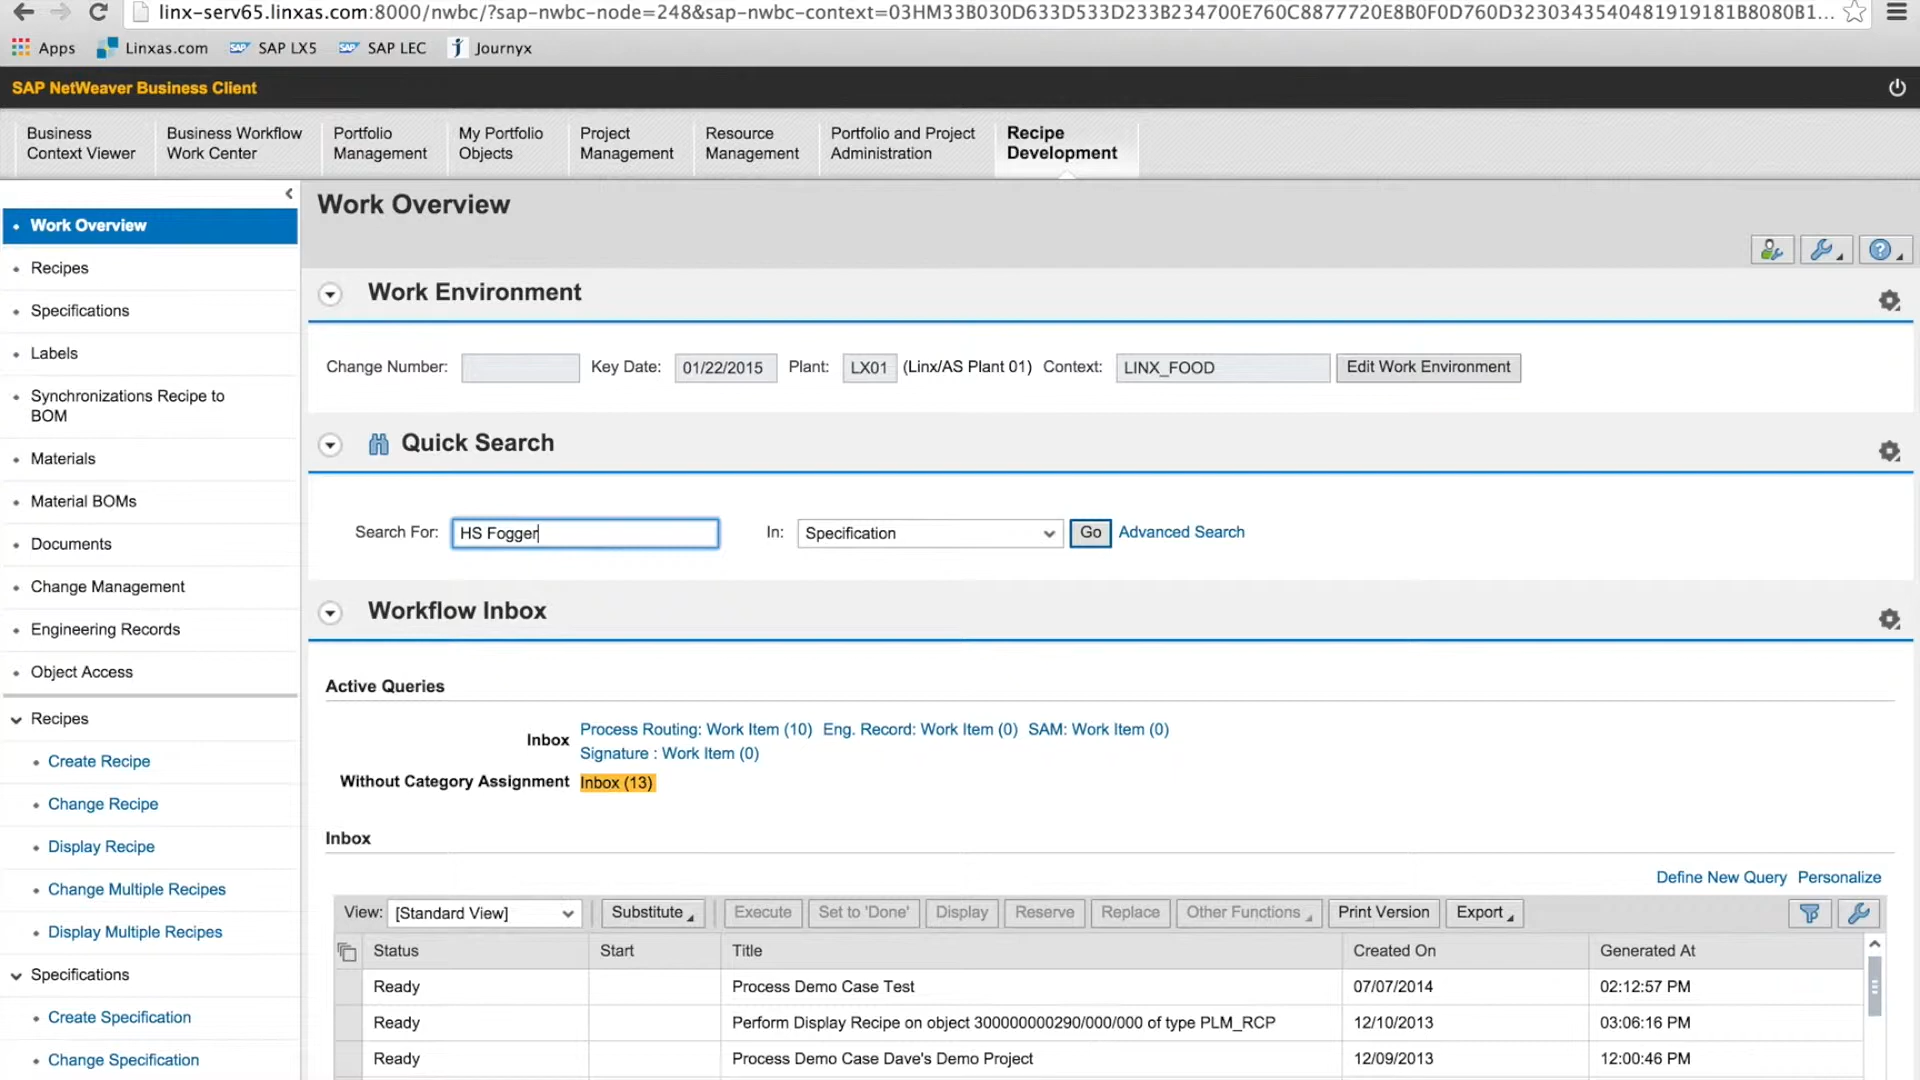 linx-serv65.linxas.com:8000/nwbc/?sap-nwbc-node=248&sap-nwbc-context=03HM33B030D633D533D233B234700E760C8877720E8B0F0D760D3230343540481919181B8080B1...
Apps Linxas.com SAP SAP LX5 SAP SAP LEC j Journyx
SAP NetWeaver Business Client
Business Context Viewer
Business Workflow Work Center
Portfolio Management
My Portfolio Objects
Project Management
Resource Management
Portfolio and Project Administration
Recipe Development
Work Overview
Recipes
Specifications
Labels
Synchronizations Recipe to
BOM
Materials
Material BOMs
Documents
Change Management
Engineering Records
Object Access
Recipes
Create Recipe
Change Recipe
Display Recipe
Change Multiple Recipes
Display Multiple Recipes
Specifications
Create Specification
Change Specification
Work Overview
Work Environment
Change Number: Key Date: 01/22/2015 Plant: LX01 (Linx/AS Plant 01) Context: LINX_FOOD Edit Work Environment
Quick Search
Search For: HS Fogger In: Specification Go Advanced Search
Workflow Inbox
Active Queries
Inbox Process Routing: Work Item (10) Eng. Record: Work Item (0) SAM: Work Item (0)
Signature : Work Item (0)
Without Category Assignment Inbox (13)
Inbox
Define New Query Personalize
View: [Standard View] Substitute Execute Set to 'Done' Display Reserve Replace Other Functions Print Version Export
Status Start Title Created On Generated At
Ready Process Demo Case Test 07/07/2014 02:12:57 PM
Ready Perform Display Recipe on object 300000000290/000/000 of type PLM_RCP 12/10/2013 03:06:16 PM
Ready Process Demo Case Dave's Demo Project 12/09/2013 12:00:46 PM